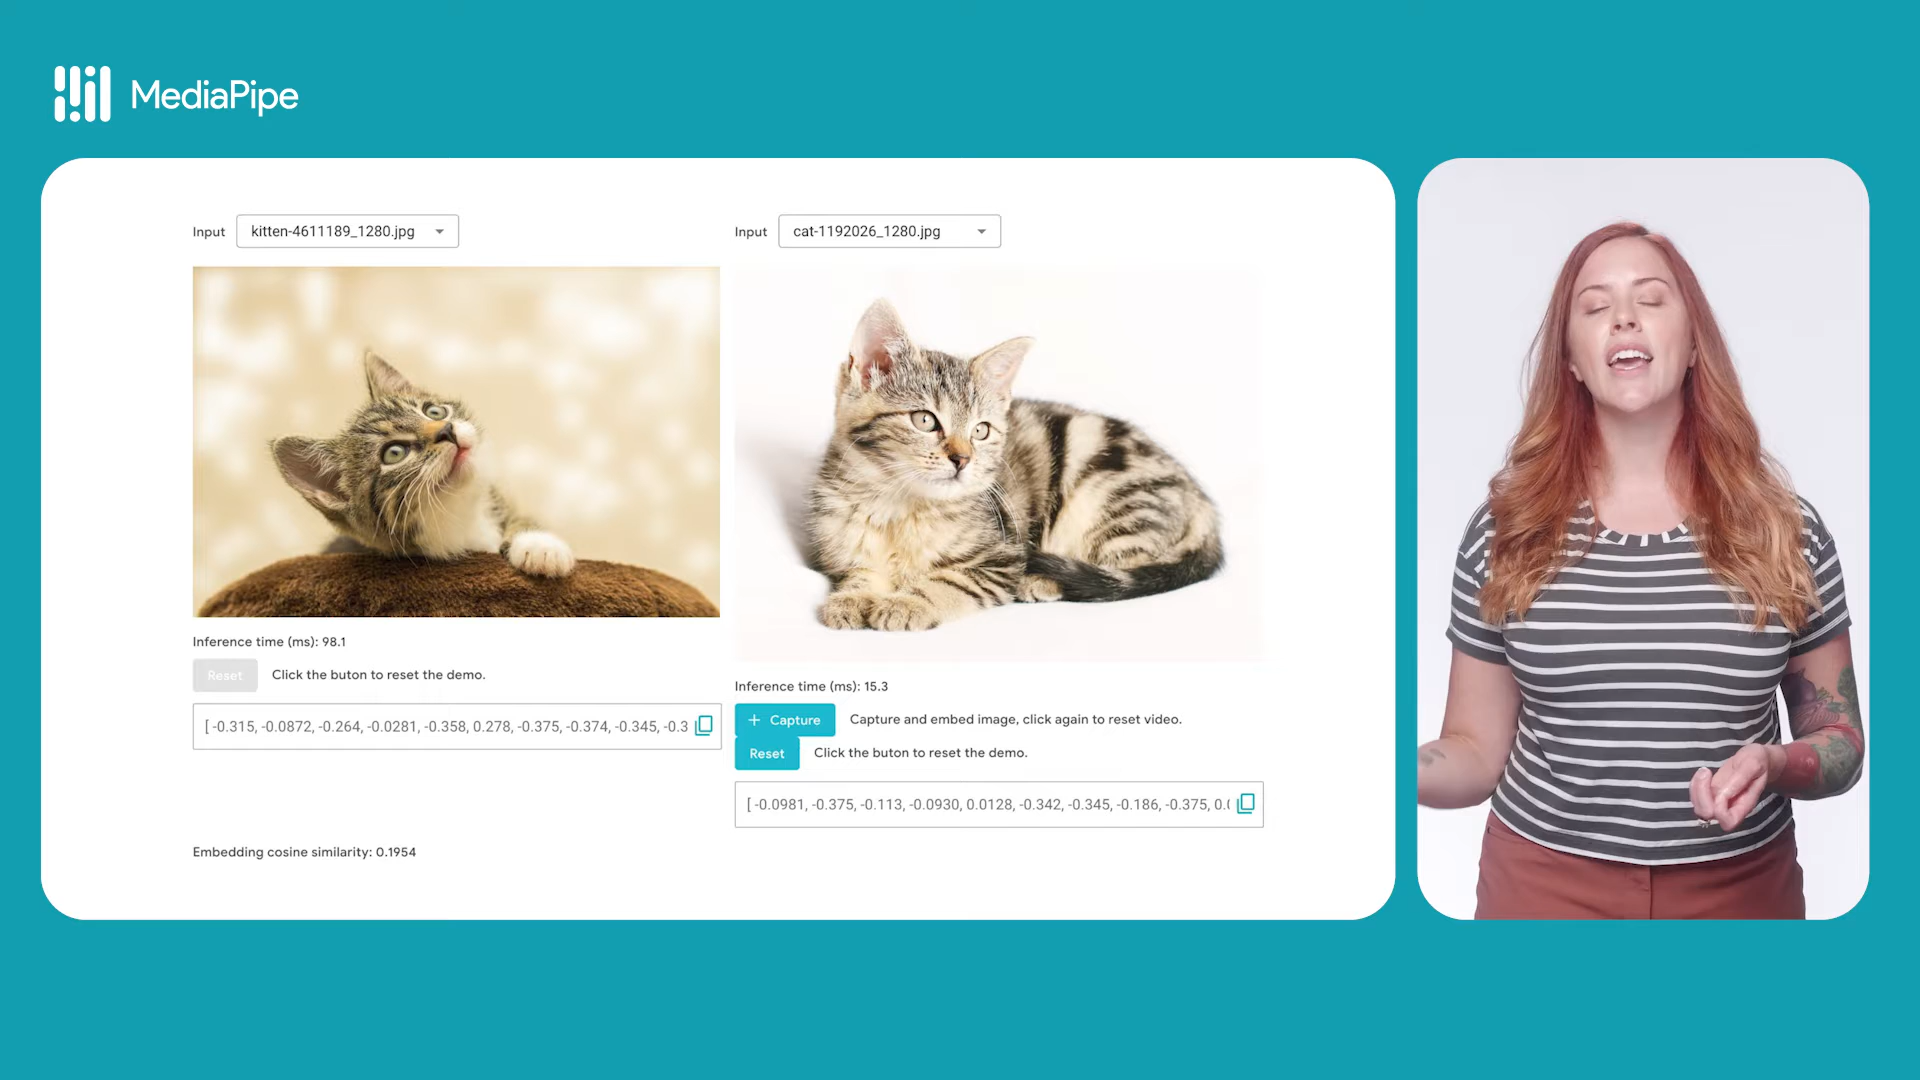 MediaPipe
Input kitten-4611189_1280.jpg
Inference time (ms): 98.1
Reset Click the buton to reset the demo.
[ -0.315, -0.0872, -0.264, -0.0281, -0.358, 0.278, -0.375, -0.374, -0.345, -0.3
Input cat-1192026_1280.jpg
Inference time (ms): 15.3
+ Capture Capture and embed image, click again to reset video.
Reset Click the buton to reset the demo.
[ -0.0981, -0.375, -0.113, -0.0930, 0.0128, -0.342, -0.345, -0.186, -0.375, 0.(
Embedding cosine similarity: 0.1954